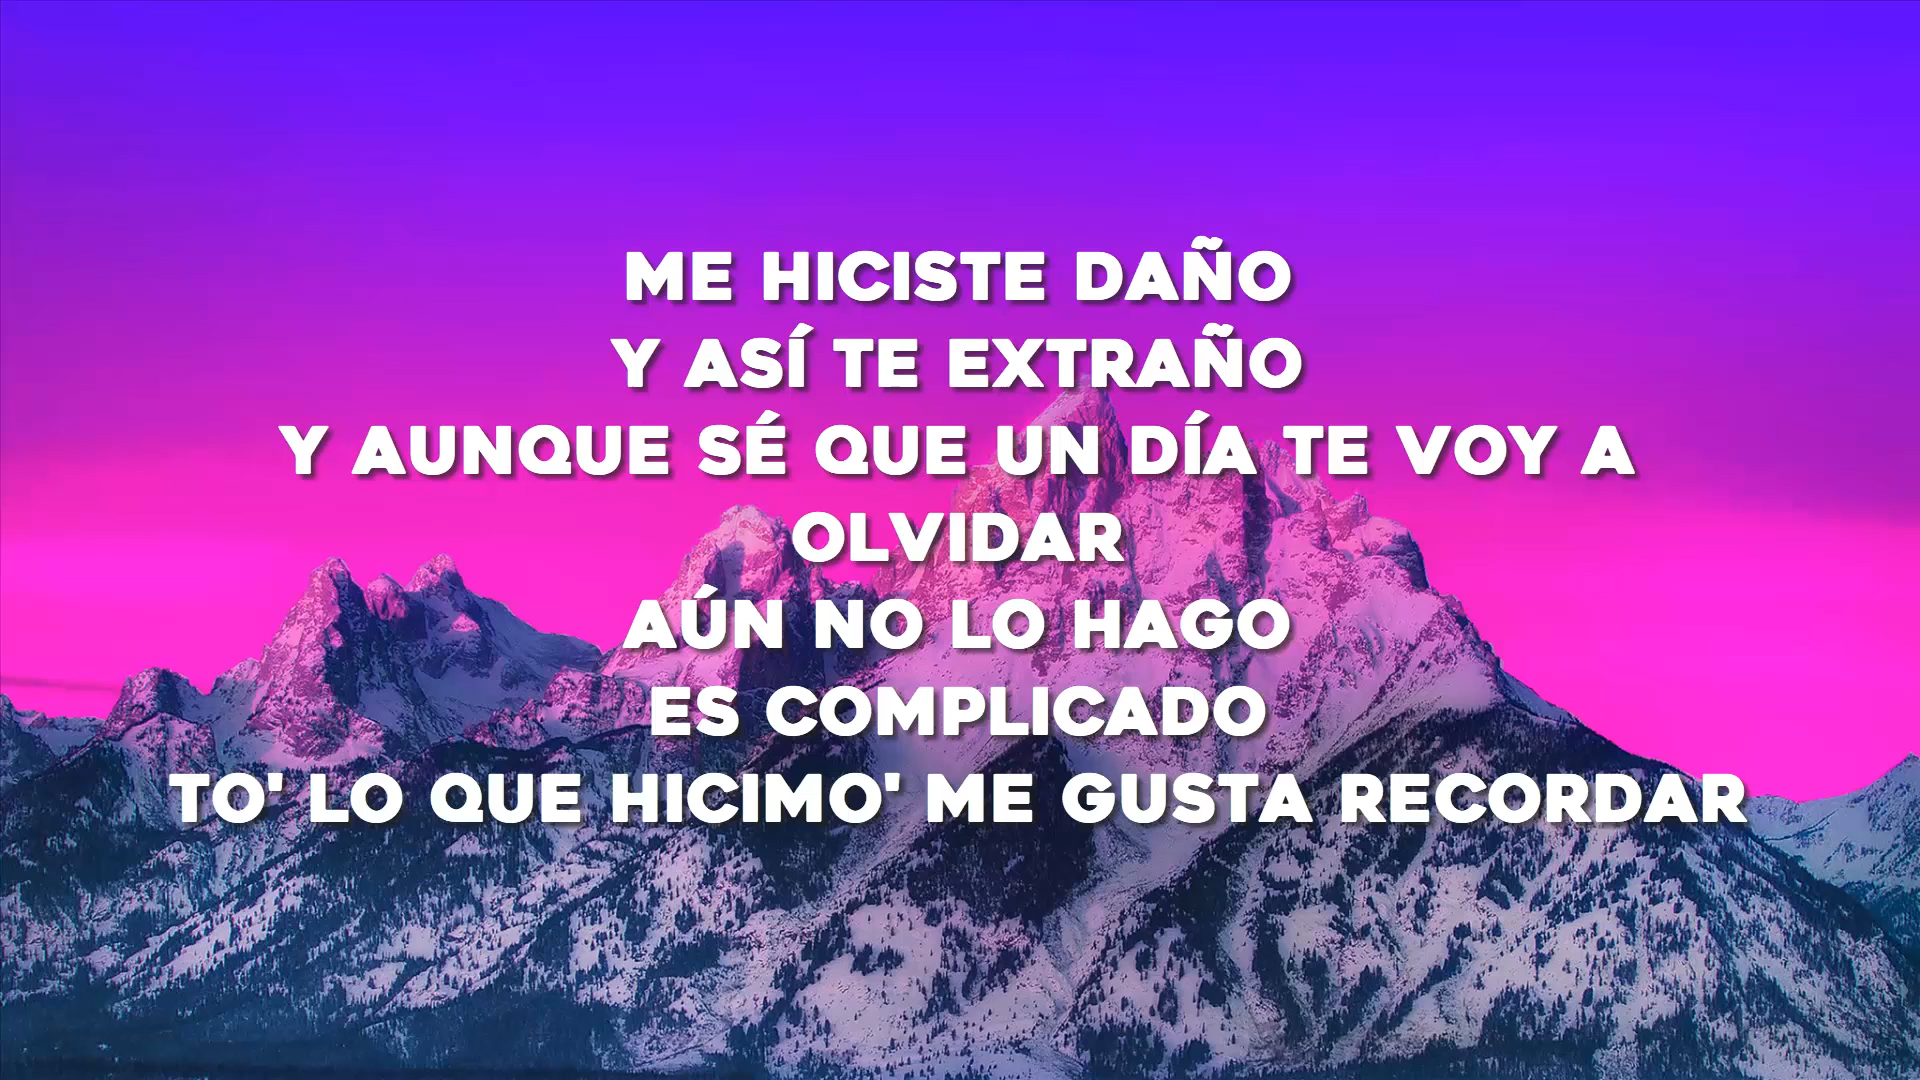 ME HICISTE DAÑO
Y ASÍ TE EXTRAÑO
Y AUNQUE SÉ QUE UN DÍA TE VOY A
OLVIDAR
AÚN NO LO HAGO
ES COMPLICADO
TO' LO QUE HICIMO' ME GUSTA RECORDAR